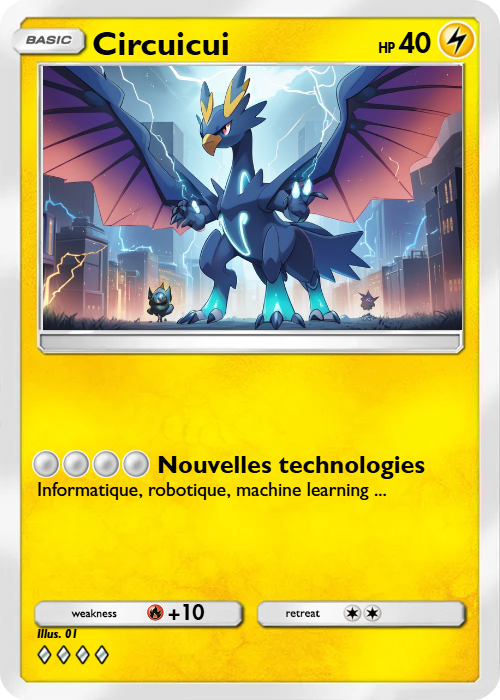 BASIC Circuicui HP 40
Nouvelles technologies
Informatique, robotique, machine learning ...
weakness +10 retreat
Illus. 01